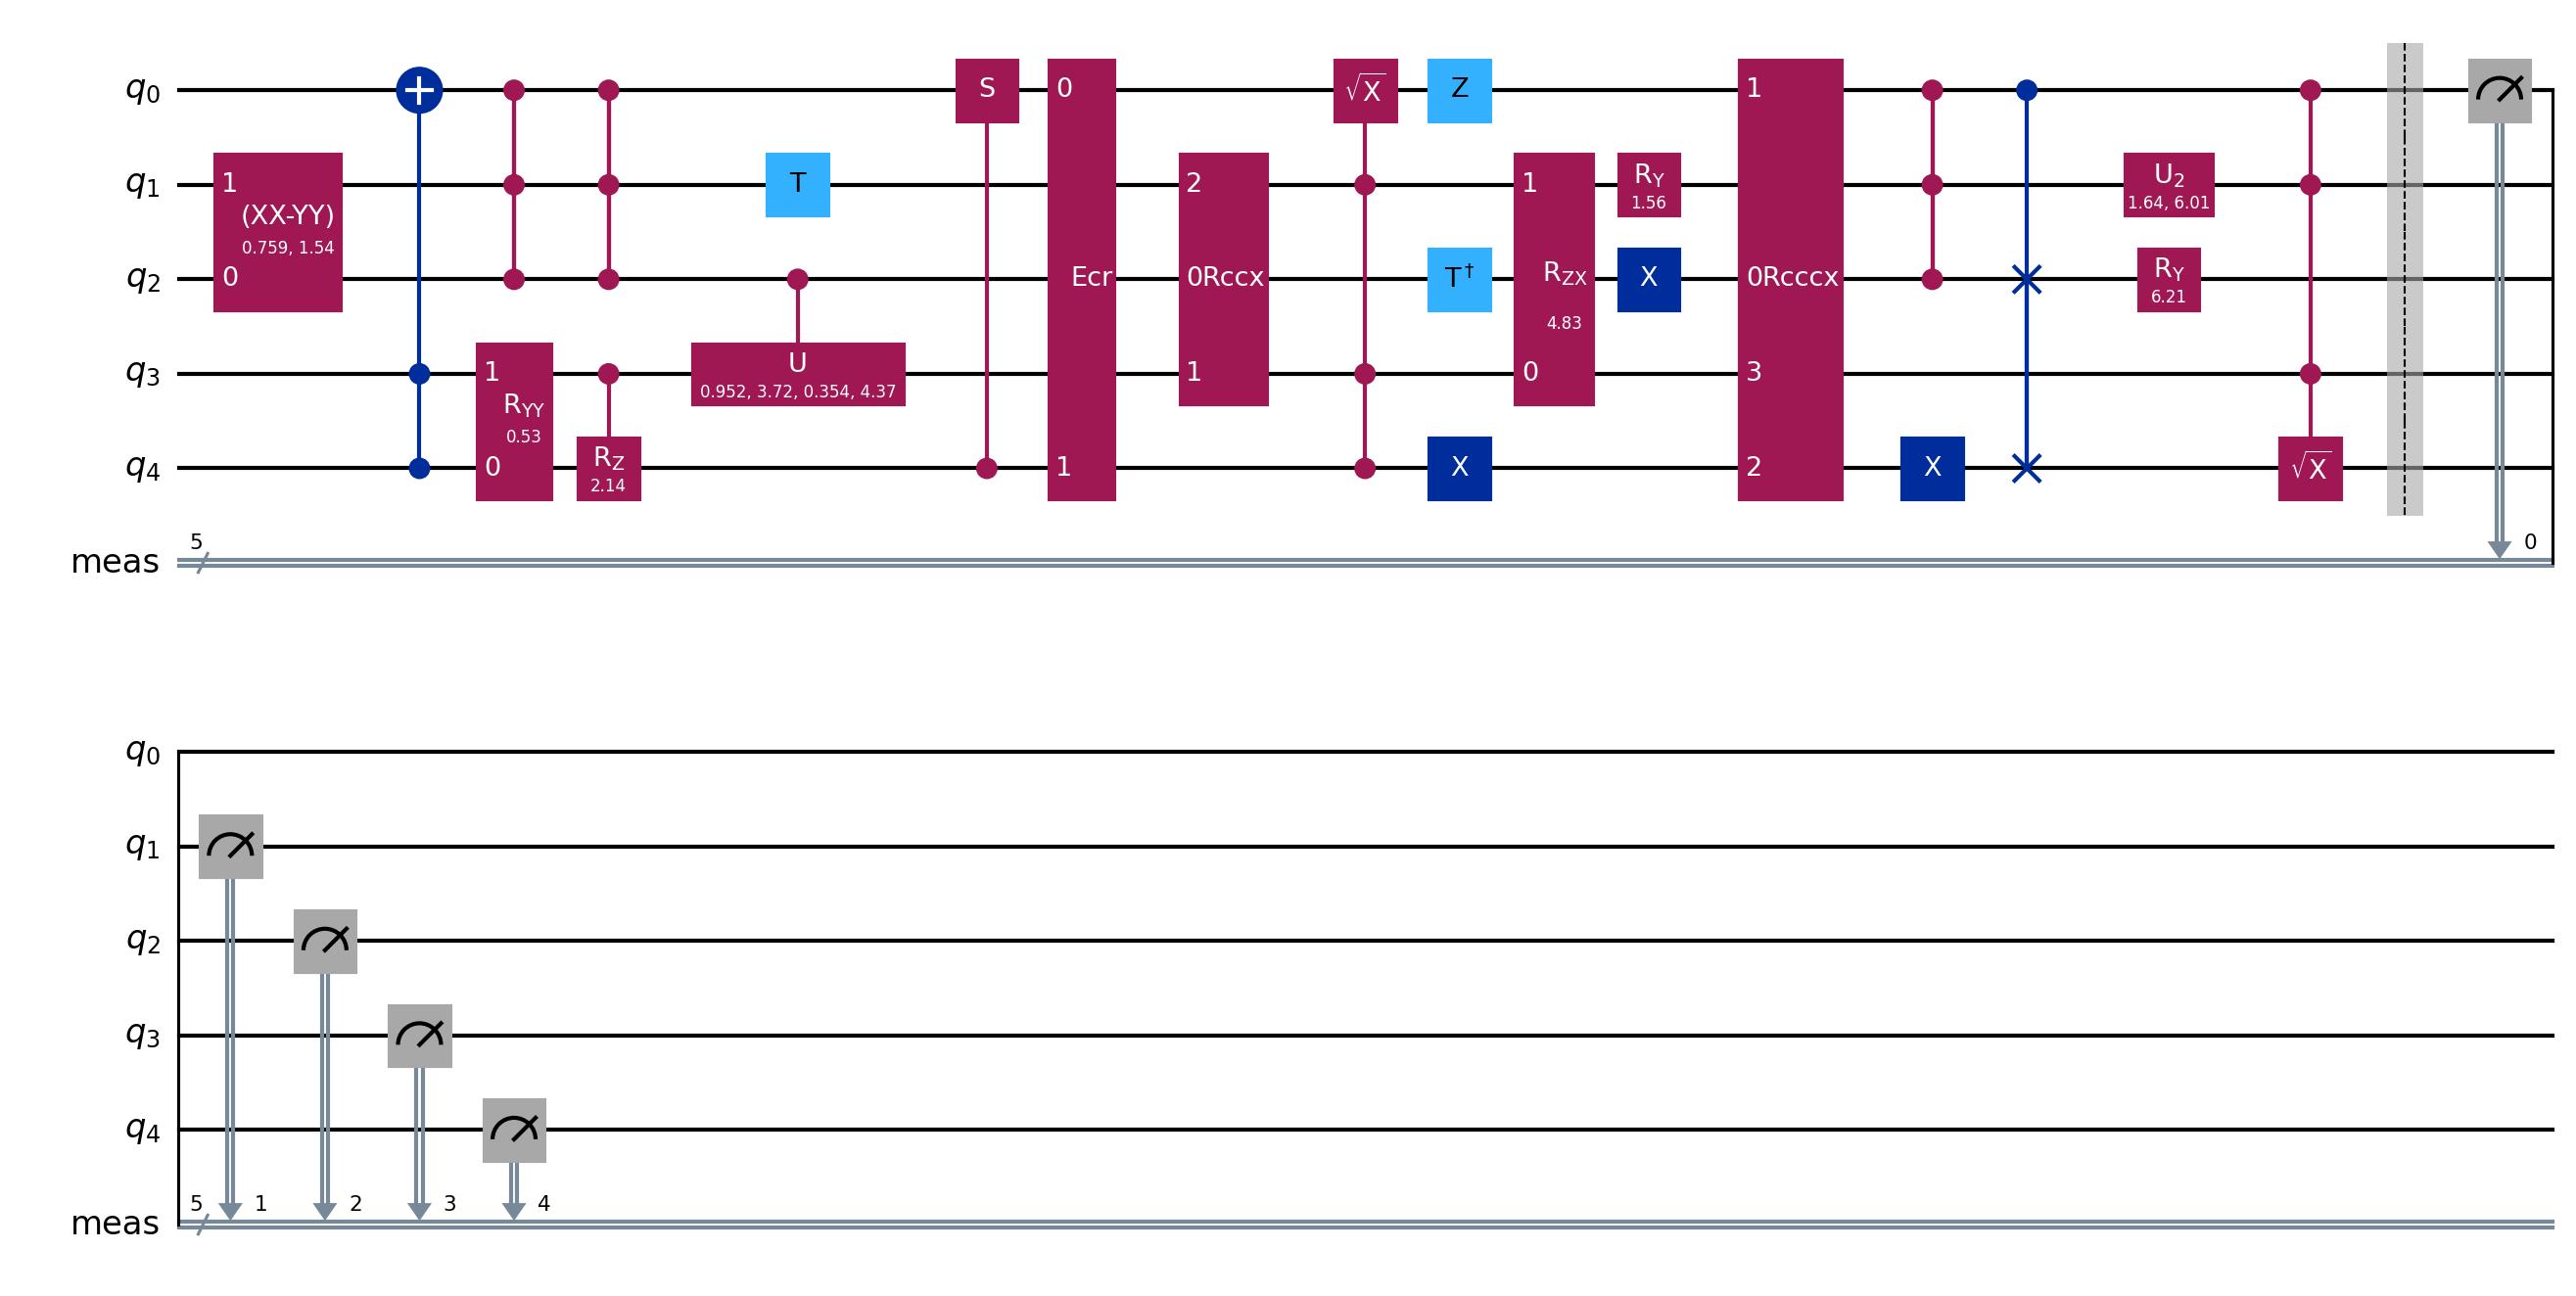 q0 S 0 √X Z 1
q1 1 T 2 1 RY 1 U2
(XX-YY) 1.56 1.64, 6.01
0.759, 1.54
q2 0 Ecr 0Rccx T† RZX X 0Rcccx RY
4.83 6.21
q3 1 U 1 0 3
RYY 0.952, 3.72, 0.354, 4.37
0.53
q4 0 RZ 1 X 2 X √X
2.14
5 0
meas
q0
q1
q2
q3
q4
5 1 2 3 4
meas